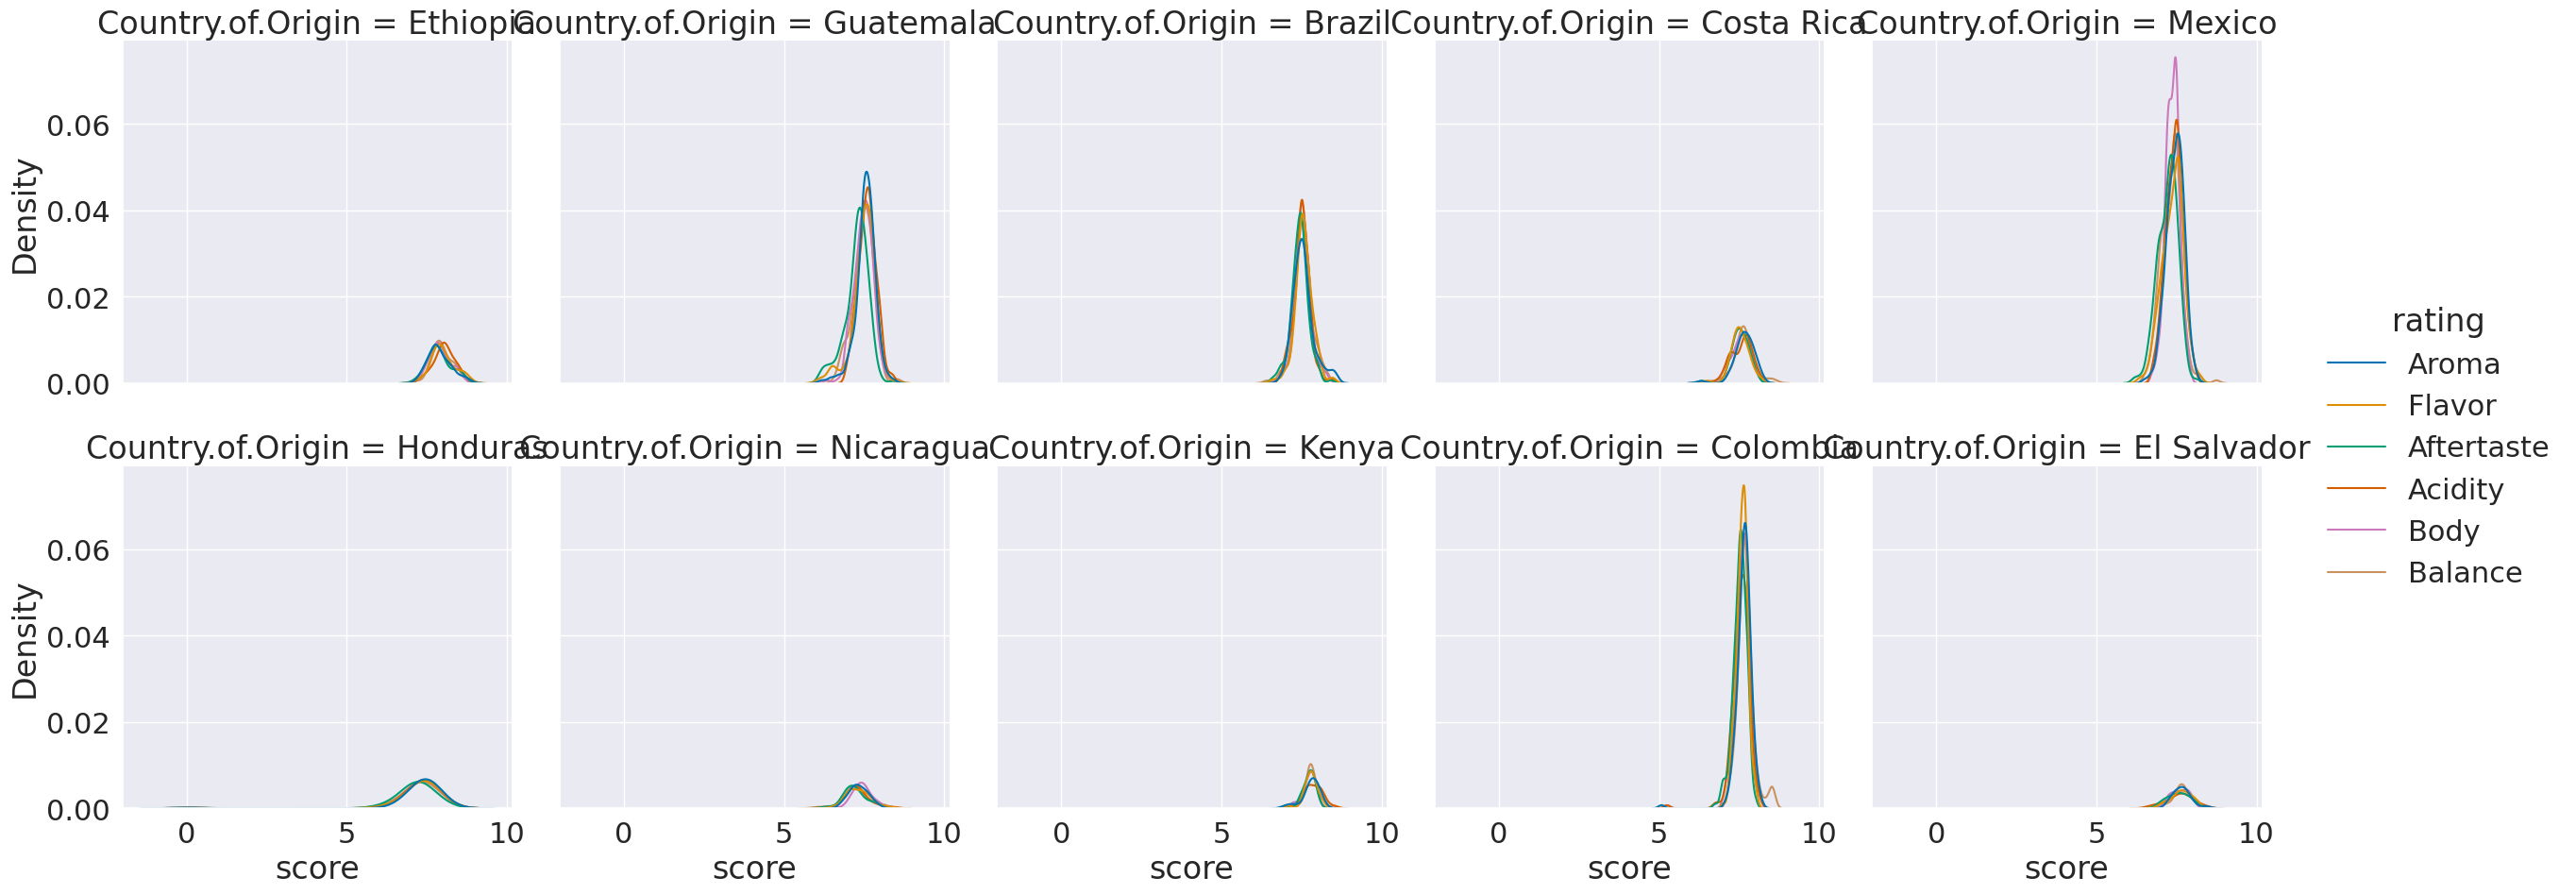 Country.of.Origin = Ethiopia
Country.of.Origin = Guatemala
Country.of.Origin = Brazil
Country.of.Origin = Costa Rica
Country.of.Origin = Mexico
Density
0.06
0.04
0.02
0.00
Country.of.Origin = Honduras
Country.of.Origin = Nicaragua
Country.of.Origin = Kenya
Country.of.Origin = Colombia
Country.of.Origin = El Salvador
Density
0.06
0.04
0.02
0.00
0 5 10
0 5 10
0 5 10
0 5 10
0 5 10
score
score
score
score
score
rating
Aroma
Flavor
Aftertaste
Acidity
Body
Balance